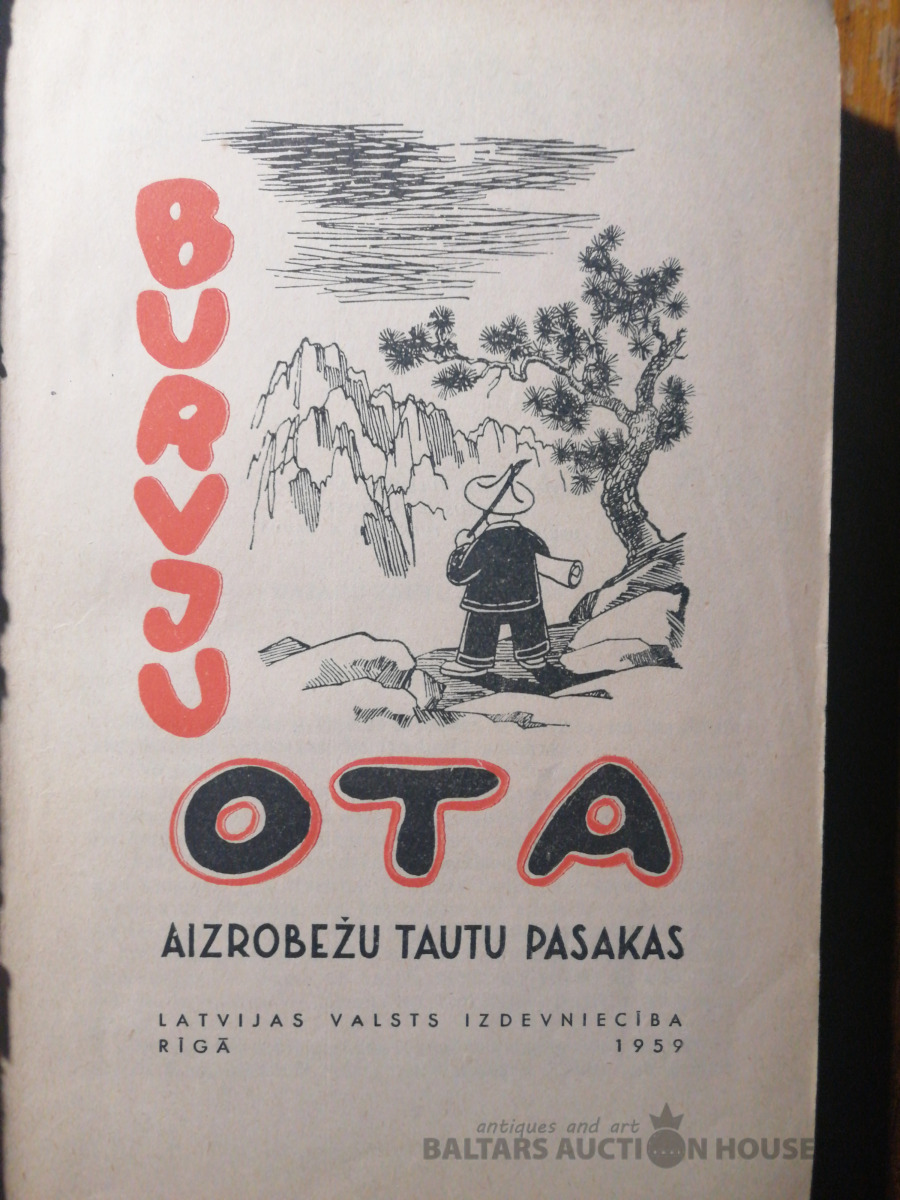 BURVJU
OTA
AIZROBEŽU TAUTU PASAKAS
LATVIJAS VALSTS IZDEVNIECĪBA
RĪGĀ 1959
antiques and art
BALTARS AUCTION HOUSE